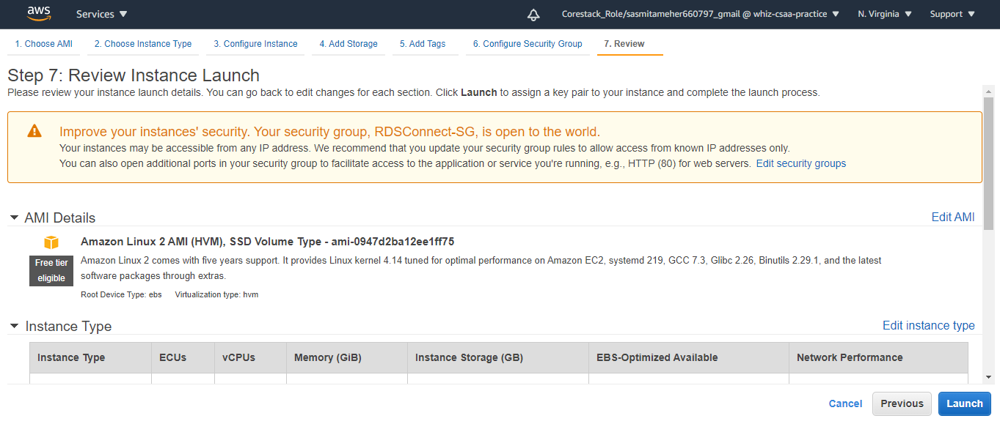 aws
Services
Corestack_Role/sasmitameher660797_gmail @ whiz-csaa-practice
N. Virginia
Support
1. Choose AMI
2. Choose Instance Type
3. Configure Instance
4. Add Storage
5. Add Tags
6. Configure Security Group
7. Review
Step 7: Review Instance Launch
Please review your instance launch details. You can go back to edit changes for each section. Click Launch to assign a key pair to your instance and complete the launch process.
Improve your instances' security. Your security group, RDSConnect-SG, is open to the world.
Your instances may be accessible from any IP address. We recommend that you update your security group rules to allow access from known IP addresses only.
You can also open additional ports in your security group to facilitate access to the application or service you're running, e.g., HTTP (80) for web servers. Edit security groups
AMI Details
Edit AMI
Amazon Linux 2 AMI (HVM), SSD Volume Type - ami-0947d2ba12ee1ff75
Free tier
eligible
Amazon Linux 2 comes with five years support. It provides Linux kernel 4.14 tuned for optimal performance on Amazon EC2, systemd 219, GCC 7.3, Glibc 2.26, Binutils 2.29.1, and the latest
software packages through extras.
Root Device Type: ebs Virtualization type: hvm
Instance Type
Edit instance type
Instance Type
ECUs
vCPUs
Memory (GiB)
Instance Storage (GB)
EBS-Optimized Available
Network Performance
Cancel
Previous
Launch